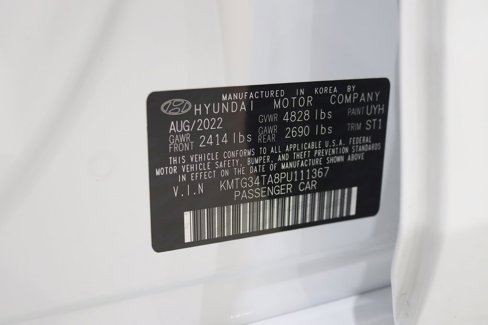 MANUFACTURED IN KOREA BY
HYUNDAI MOTOR COMPANY
AUG/2022 GVWR 4828 lbs PAINT UYH
GAWR FRONT 2414 lbs GAWR REAR 2690 lbs TRIM ST1
THIS VEHICLE CONFORMS TO ALL APPLICABLE FEDERAL
MOTOR VEHICLE SAFETY, BUMPER, AND THEFT PREVENTION
STANDARDS IN EFFECT ON THE DATE OF MANUFACTURE SHOWN ABOVE.
V.I.N KMTG34TA8PU111367
PASSENGER CAR